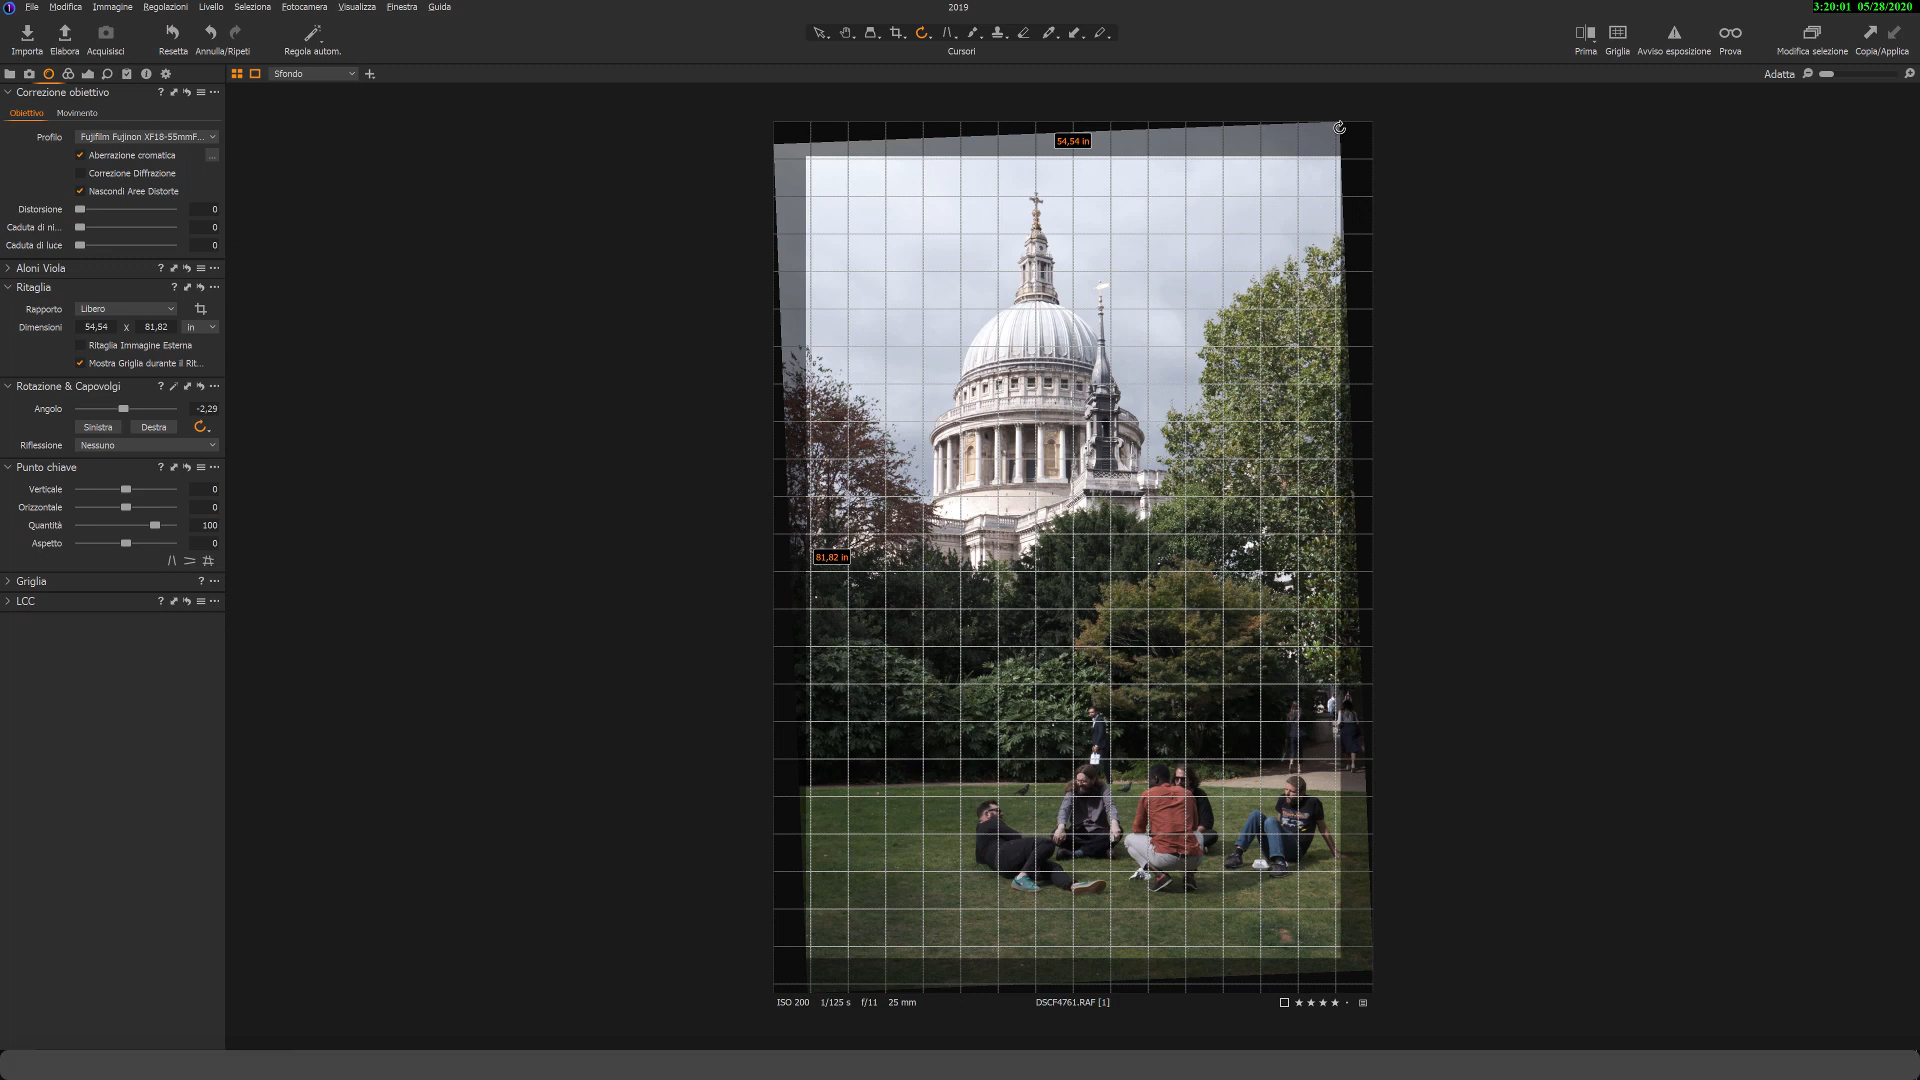 File Modifica Immagine Regolazioni Livello Seleziona Fotocamera Visualizza Finestra Guida
2019
3:20:01 05/28/2020
Importa Elabora Acquisisci Resetta Annulla/Ripeti Regola autom.
Cursori
Prima Griglia Avviso esposizione Prova Modifica selezione Copia/Applica
Sfondo
Adatta
Correzione obiettivo
Obiettivo Movimento
Profilo Fujifilm Fujinon XF18-55mmF...
Aberrazione cromatica ...
Correzione Diffrazione
Nascondi Aree Distorte
Distorsione 0
Caduta di ni... 0
Caduta di luce 0
Aloni Viola
Ritaglia
Rapporto Libero
Dimensioni 54,54 X 81,82 in
Ritaglia Immagine Esterna
Mostra Griglia durante il Rit...
Rotazione & Capovolgi
Angolo -2,29
Sinistra Destra
Riflessione Nessuno
Punto chiave
Verticale 0
Orizzontale 0
Quantità 100
Aspetto 0
Griglia
LCC
54,54 in
81,82 in
ISO 200 1/125 s f/11 25 mm
DSCF4761.RAF [1]